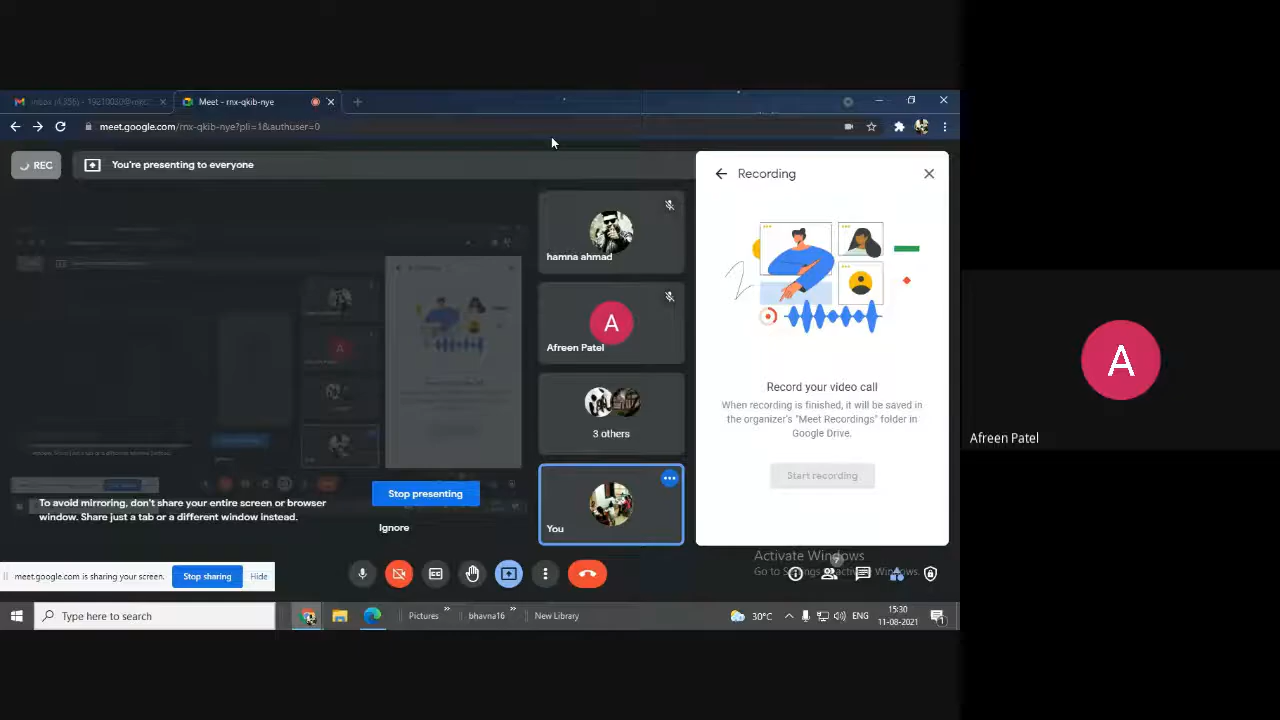 Meet - rnx-qkib-nye
meet.google.com/rnx-qkib-nye?pli=1&authuser=0
REC
You're presenting to everyone
Recording
hamna ahmad
A
Afreen Patel
3 others
You
Record your video call
When recording is finished, it will be saved in
the organizer's "Meet Recordings" folder in
Google Drive.
Start recording
To avoid mirroring, don't share your entire screen or browser
window. Share just a tab or a different window instead.
Stop presenting
Ignore
Activate Windows
meet.google.com is sharing your screen.
Stop sharing
Hide
Type here to search
Pictures
bhavna16
New Library
30°C
ENG
15:30
11-08-2021
A
Afreen Patel